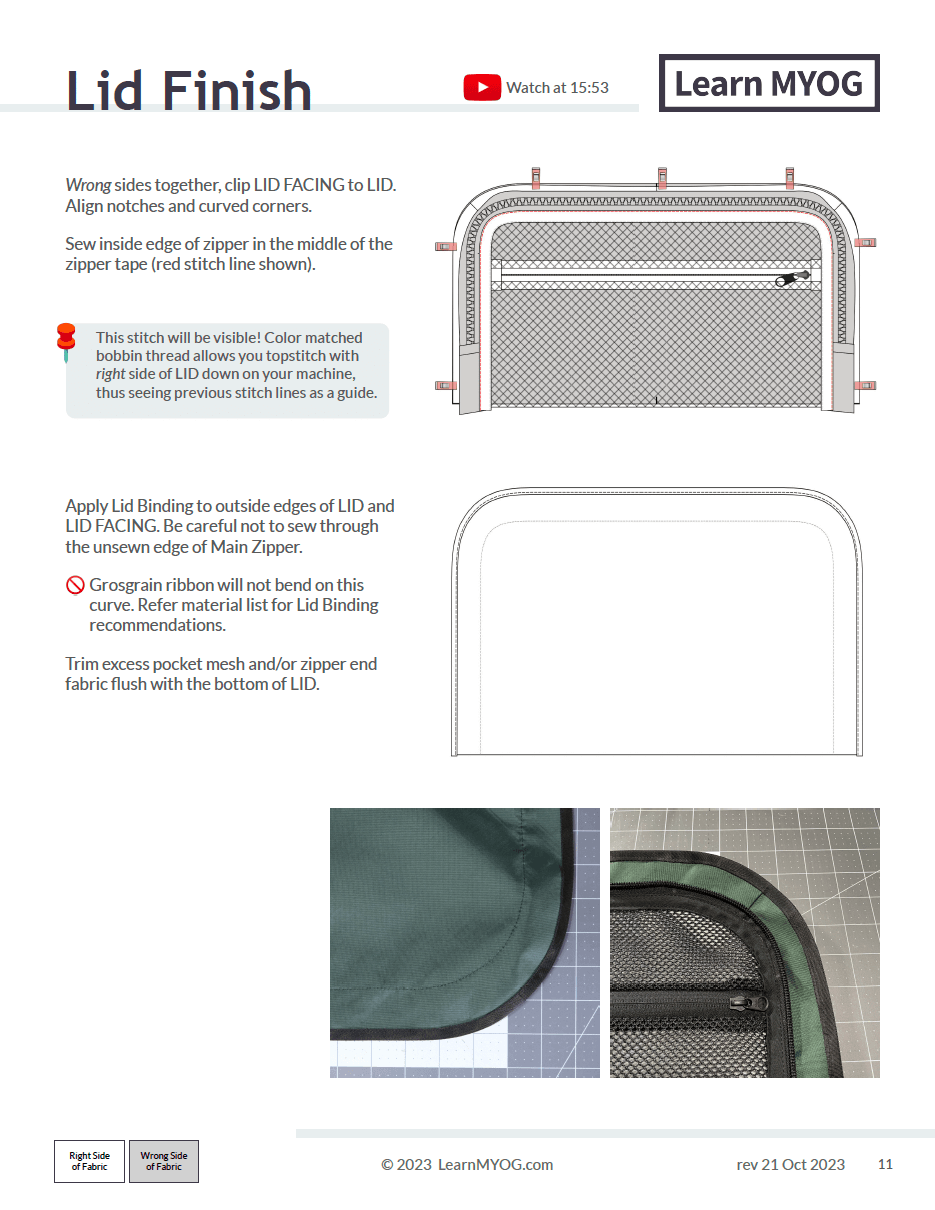 Lid Finish
Watch at 15:53
Learn MYOG
Wrong sides together, clip LID FACING to LID.
Align notches and curved corners.
Sew inside edge of zipper in the middle of the
zipper tape (red stitch line shown).
This stitch will be visible! Color matched
bobbin thread allows you topstitch with
right side of LID down on your machine,
thus seeing previous stitch lines as a guide.
Apply Lid Binding to outside edges of LID and
LID FACING. Be careful not to sew through
the unsewn edge of Main Zipper.
Grosgrain ribbon will not bend on this
curve. Refer material list for Lid Binding
recommendations.
Trim excess pocket mesh and/or zipper end
fabric flush with the bottom of LID.
Right Side
of Fabric
Wrong Side
of Fabric
© 2023 LearnMYOG.com
rev 21 Oct 2023
11